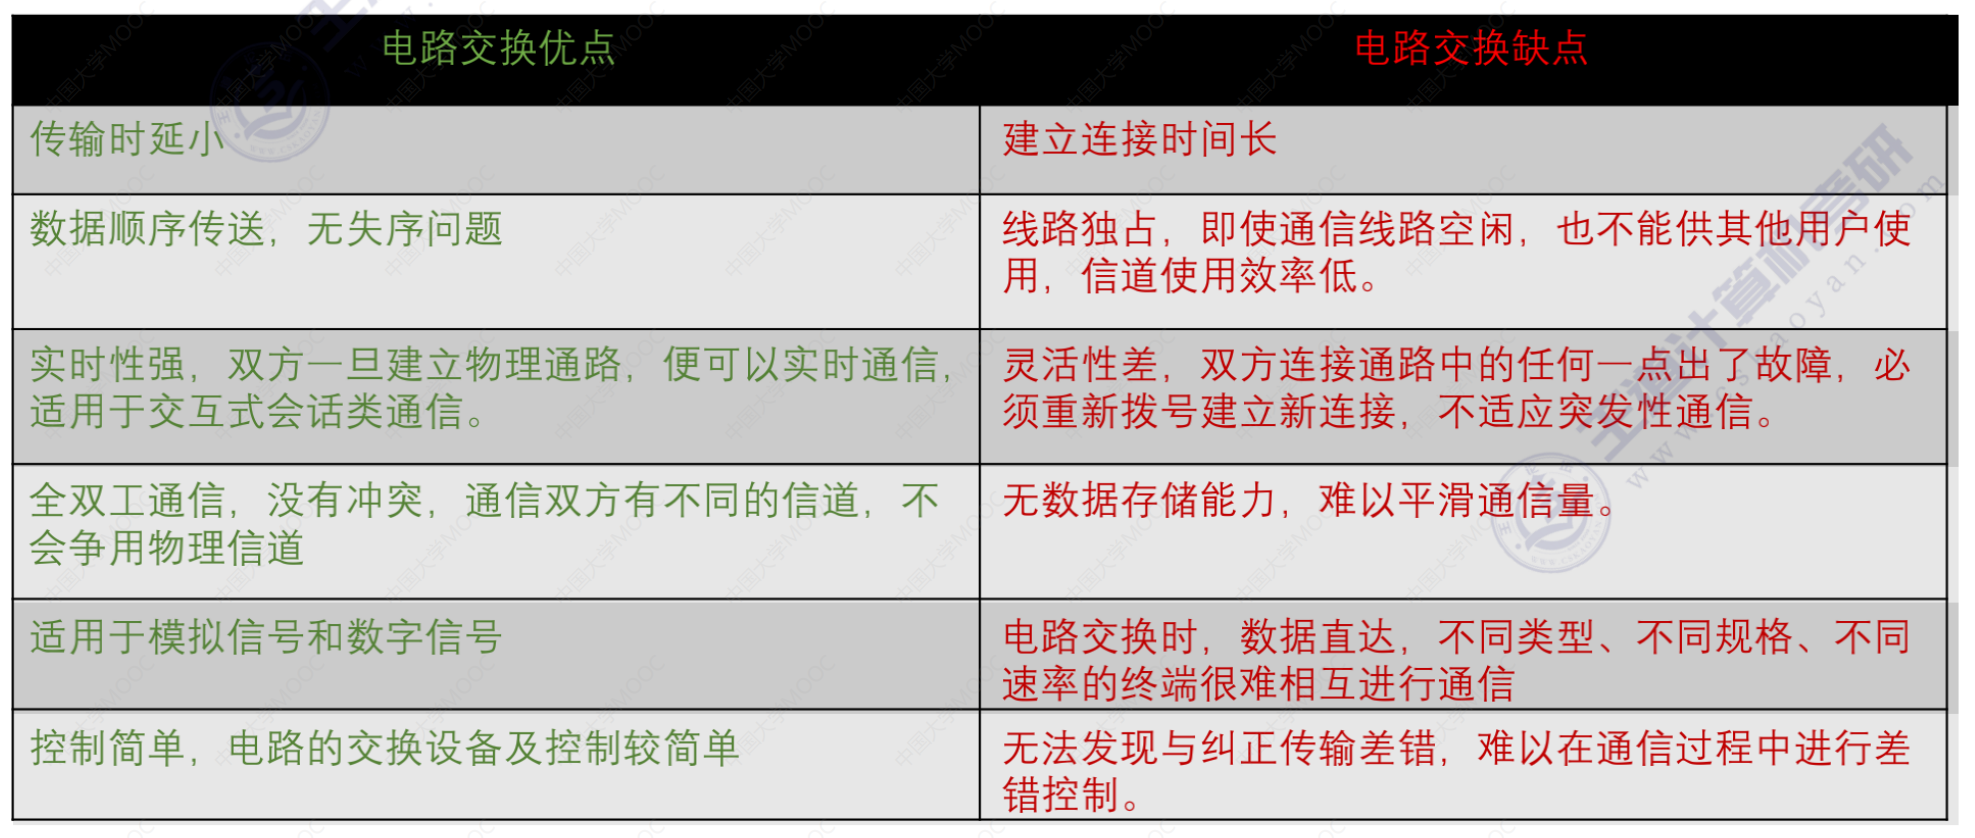 电路交换优点
电路交换缺点
传输时延小
建立连接时间长
数据顺序传送，无失序问题
线路独占，即使通信线路空闲，也不能供其他用户使
用，信道使用效率低。
实时性强，双方一旦建立物理通路，便可以实时通信，
适用于交互式会话类通信。
灵活性差，双方连接通路中的任何一点出了故障，必
须重新拨号建立新连接，不适应突发性通信。
全双工通信，没有冲突，通信双方有不同的信道，不
会争用物理信道
无数据存储能力，难以平滑通信量。
适用于模拟信号和数字信号
电路交换时，数据直达，不同类型、不同规格、不同
速率的终端很难相互进行通信
控制简单，电路的交换设备及控制较简单
无法发现与纠正传输差错，难以在通信过程中进行差
错控制。
王道计算机考研
www.cskaoyan.com
中国大学MOOC